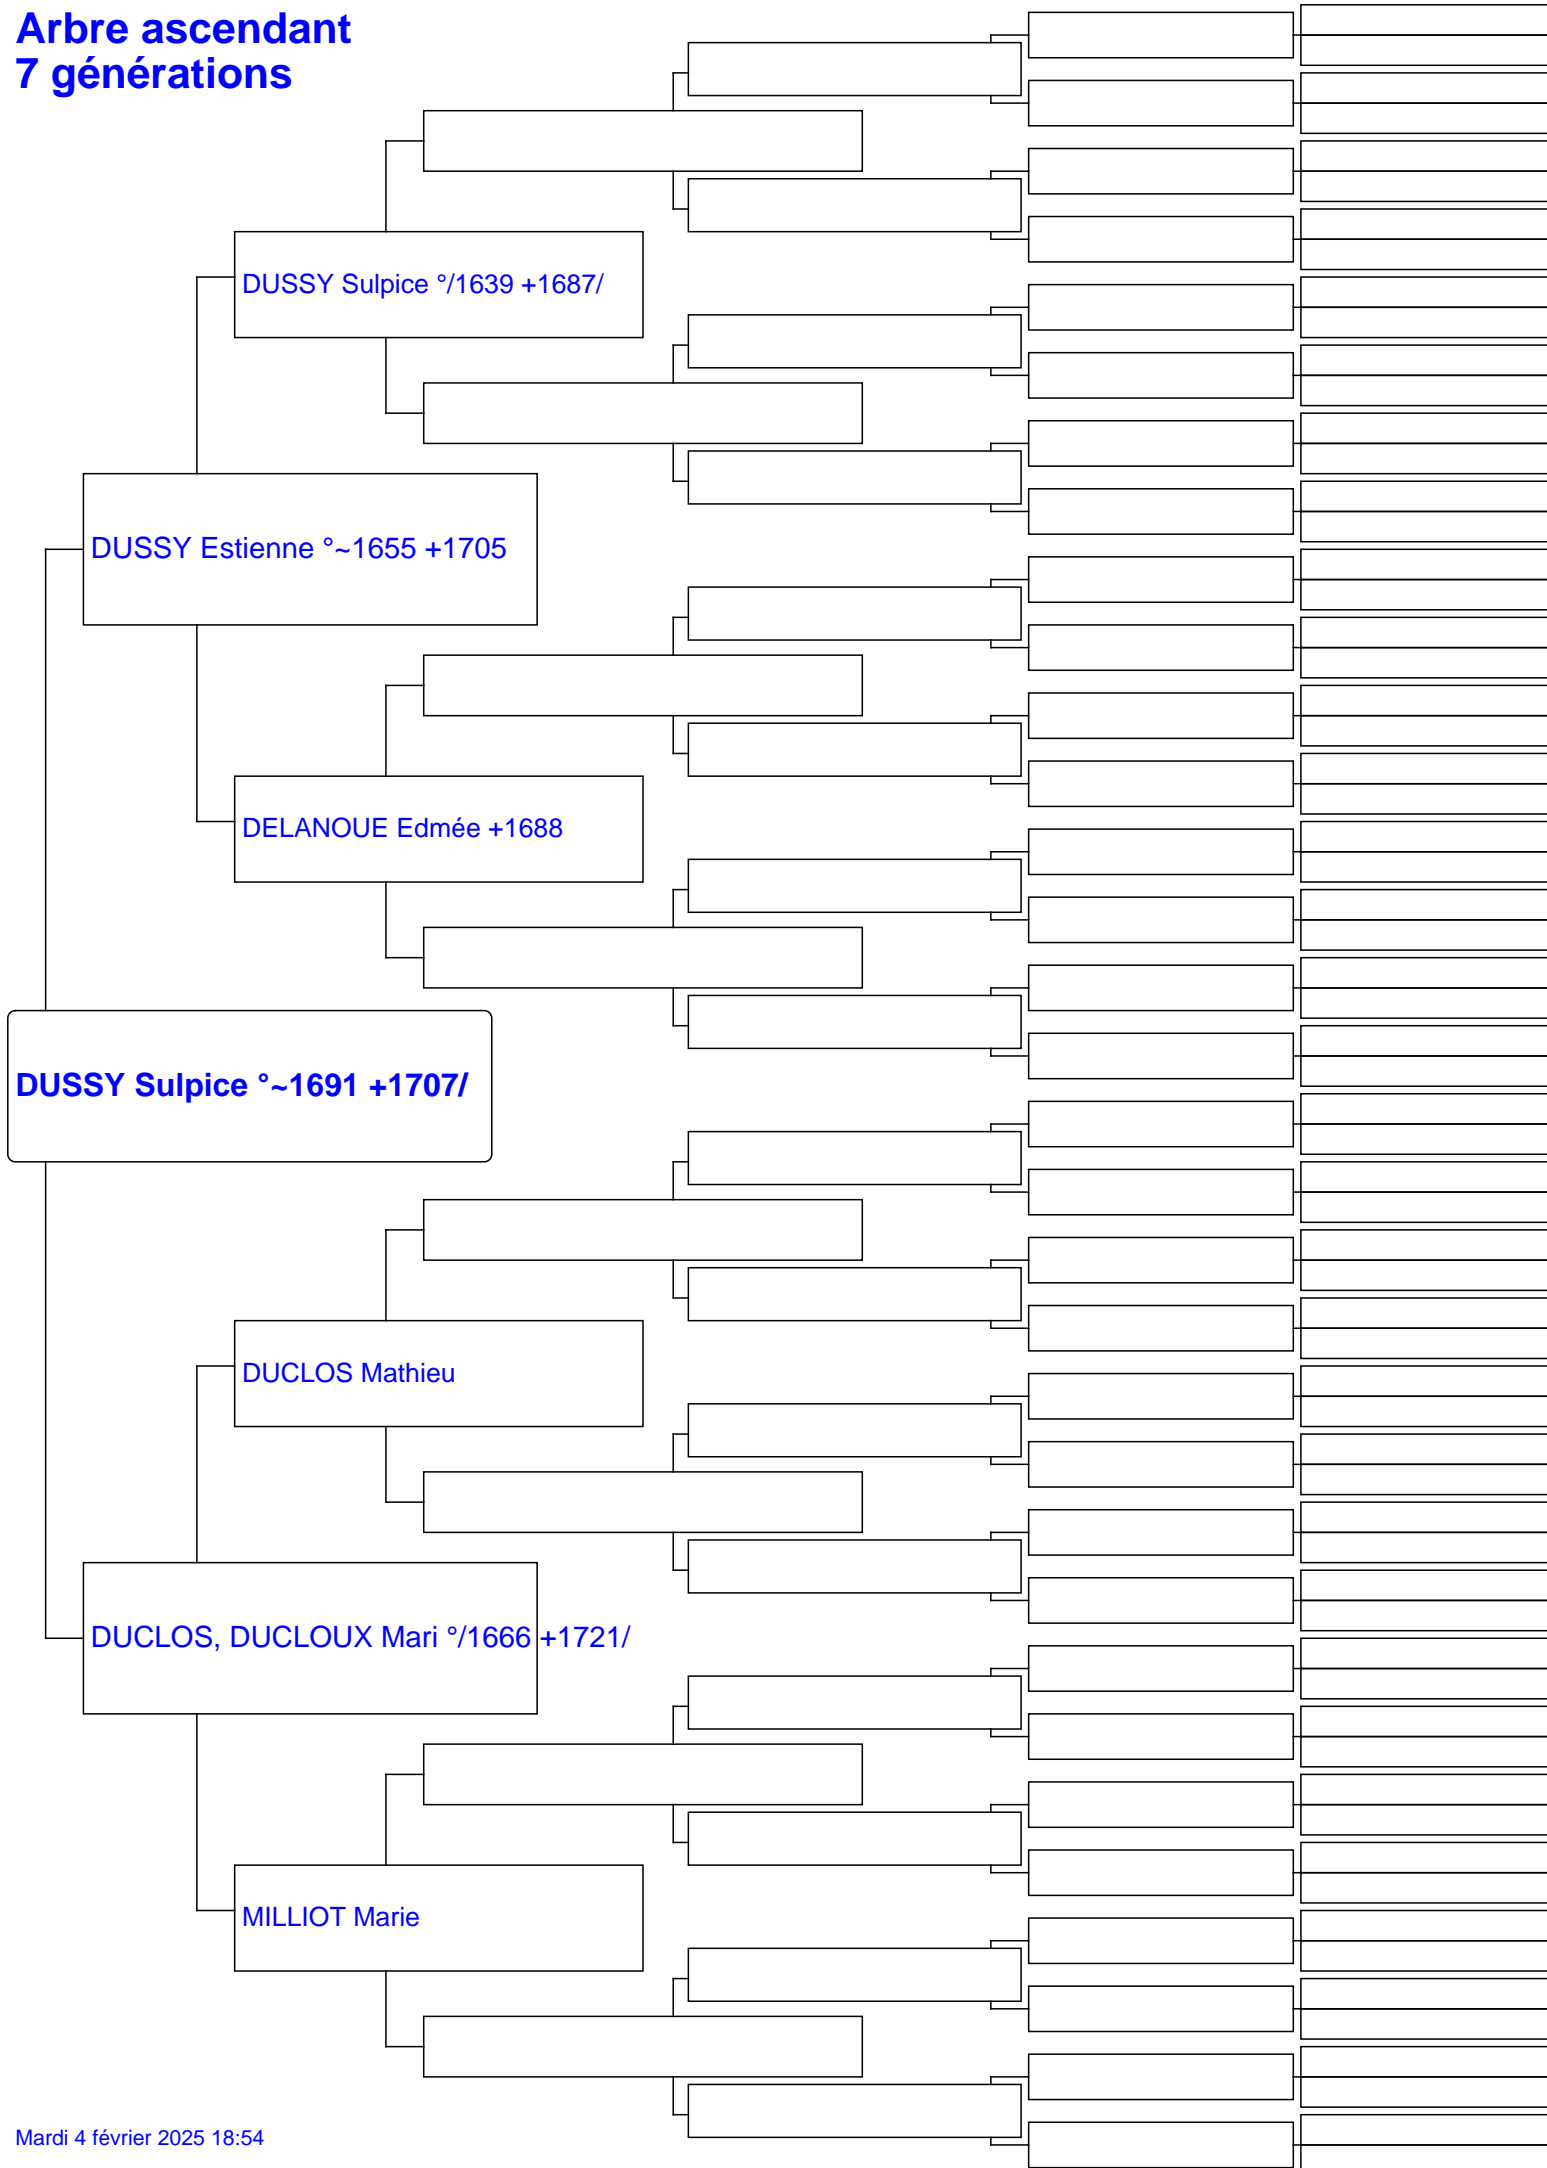 Arbre ascendant
7 générations
DUSSY Sulpice °/1639 +1687/
DUSSY Estienne °~1655 +1705
DELANOUE Edmée +1688
DUSSY Sulpice °~1691 +1707/
DUCLOS Mathieu
DUCLOS, DUCLOUX Mari °/1666 +1721/
MILLIOT Marie
Mardi 4 février 2025 18:54